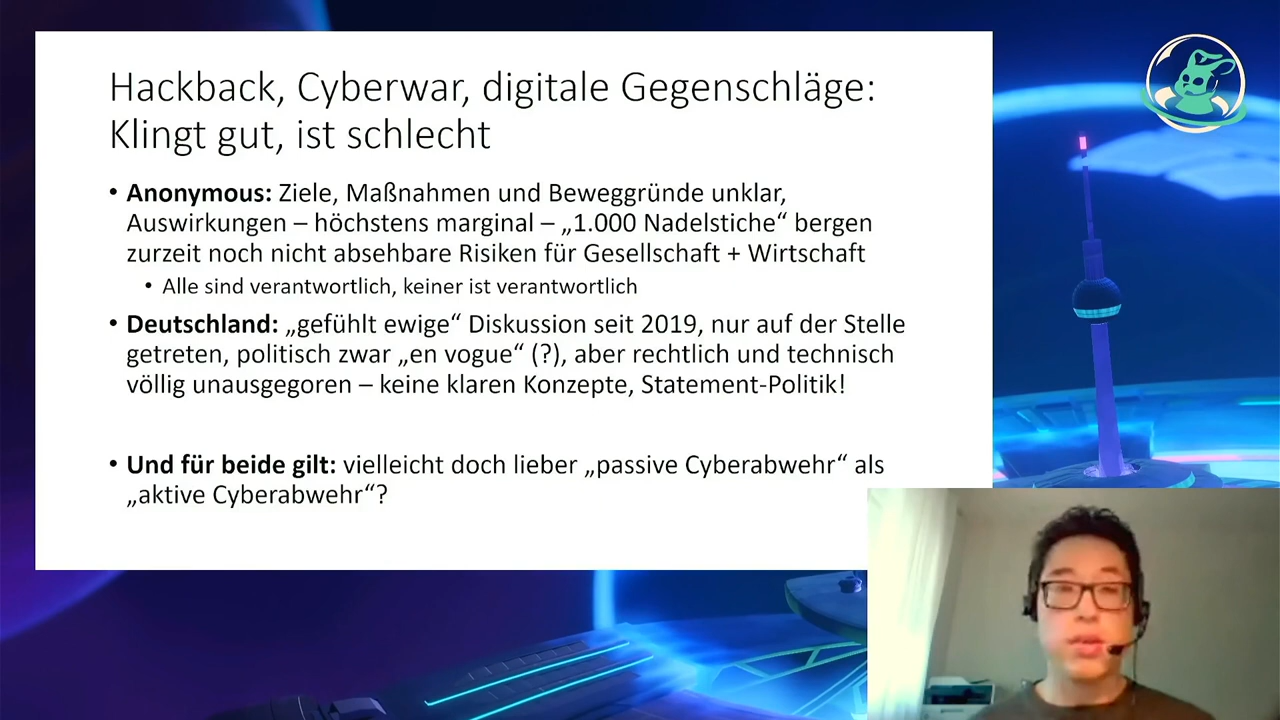 Hackback, Cyberwar, digitale Gegenschläge:
Klingt gut, ist schlecht
• Anonymous: Ziele, Maßnahmen und Beweggründe unklar,
Auswirkungen – höchstens marginal – „1.000 Nadelstiche“ bergen
zurzeit noch nicht absehbare Risiken für Gesellschaft + Wirtschaft
• Alle sind verantwortlich, keiner ist verantwortlich
• Deutschland: „gefühlt ewige“ Diskussion seit 2019, nur auf der Stelle
getreten, politisch zwar „en vogue“ (?), aber rechtlich und technisch
völlig unausgegoren – keine klaren Konzepte, Statement-Politik!
• Und für beide gilt: vielleicht doch lieber „passive Cyberabwehr“ als
„aktive Cyberabwehr“?